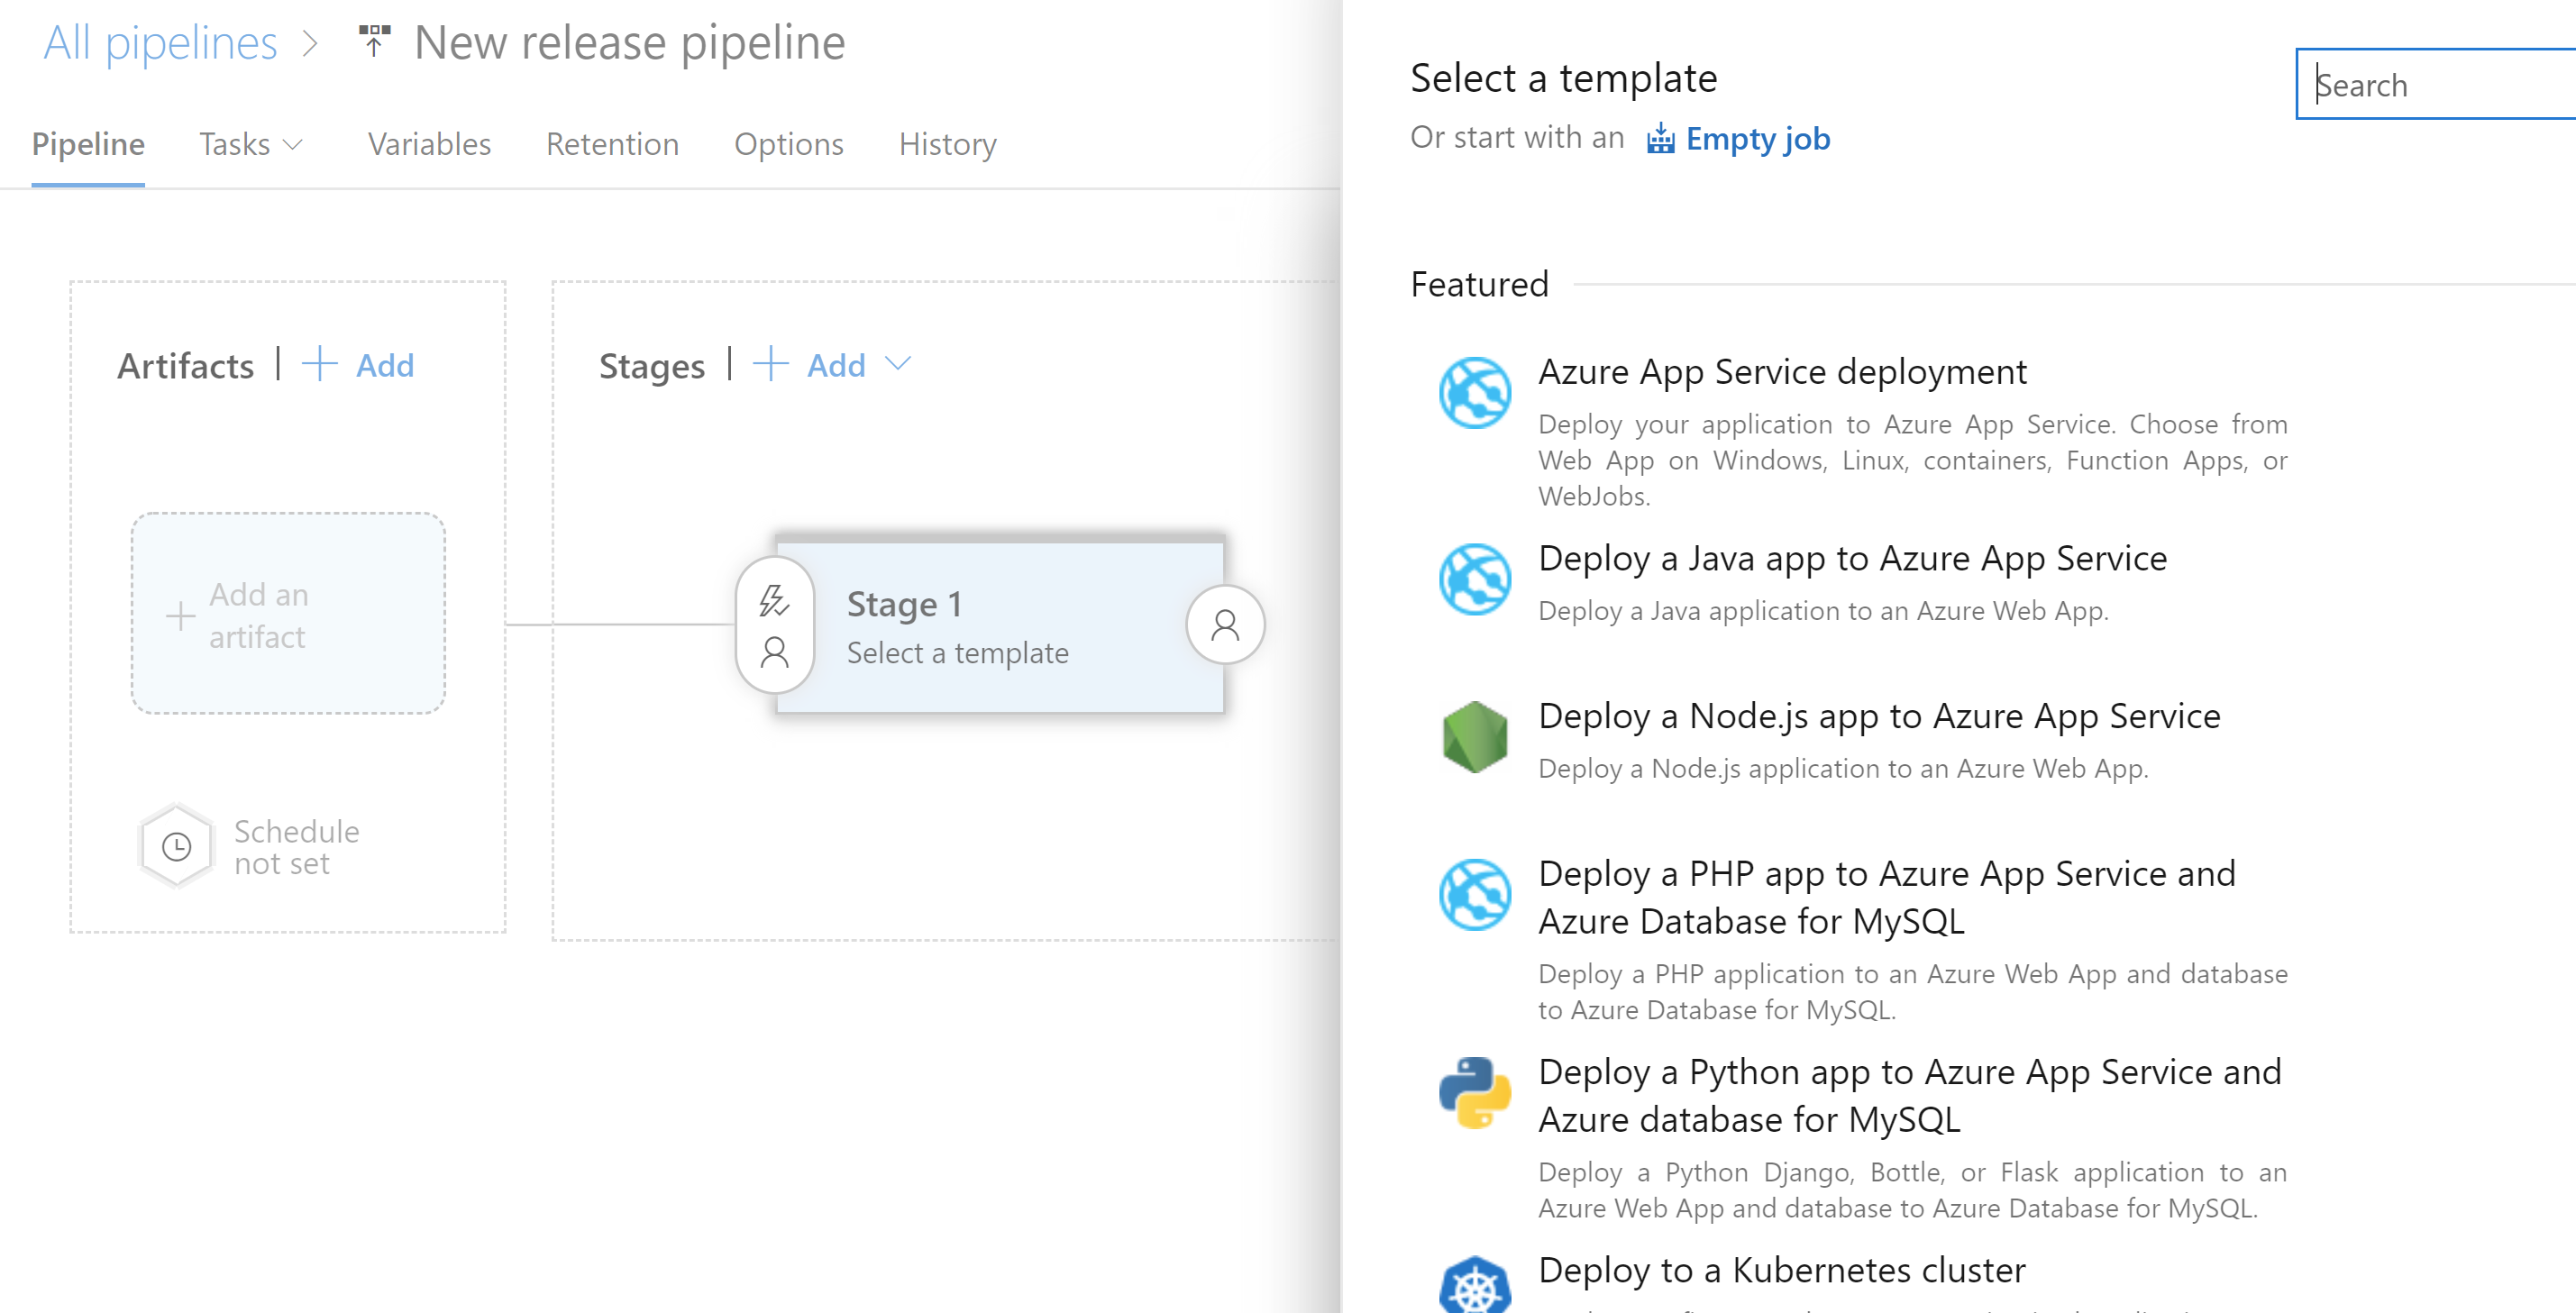 All pipelines
New release pipeline
Pipeline Tasks Variables Retention Options History
Artifacts | Add
Add an
artifact
Schedule
not set
Stages | Add
Stage 1
Select a template
Select a template
Search
Or start with an Empty job
Featured
Azure App Service deployment
Deploy your application to Azure App Service. Choose from
Web App on Windows, Linux, containers, Function Apps, or
WebJobs.
Deploy a Java app to Azure App Service
Deploy a Java application to an Azure Web App.
Deploy a Node.js app to Azure App Service
Deploy a Node.js application to an Azure Web App.
Deploy a PHP app to Azure App Service and
Azure Database for MySQL
Deploy a PHP application to an Azure Web App and database
to Azure Database for MySQL.
Deploy a Python app to Azure App Service and
Azure database for MySQL
Deploy a Python Django, Bottle, or Flask application to an
Azure Web App and database to Azure Database for MySQL.
Deploy to a Kubernetes cluster